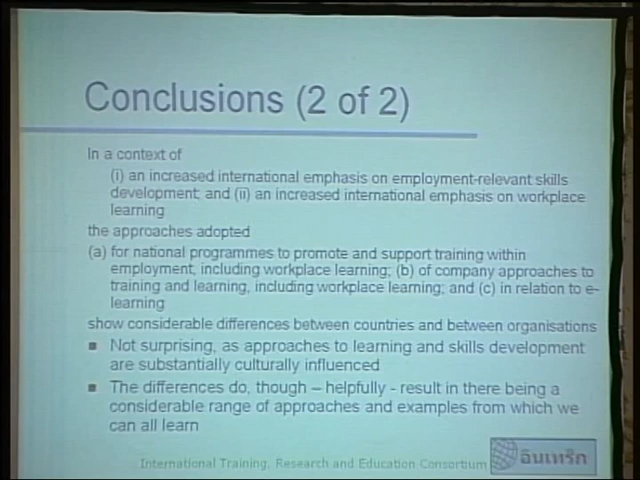 Conclusions (2 of 2)
In a context of
(i) an increased international emphasis on employment-relevant skills
development; and (ii) an increased international emphasis on workplace
learning
the approaches adopted
(a) for national programmes to promote and support training within
employment, including workplace learning; (b) of company approaches to
training and learning, including workplace learning; and (c) in relation to e-
learning
show considerable differences between countries and between organisations
■ Not surprising, as approaches to learning and skills development
are substantially culturally influenced
■ The differences do, though – helpfully - result in there being a
considerable range of approaches and examples from which we
can all learn
International Training, Research and Education Consortium
อินเทร็ก